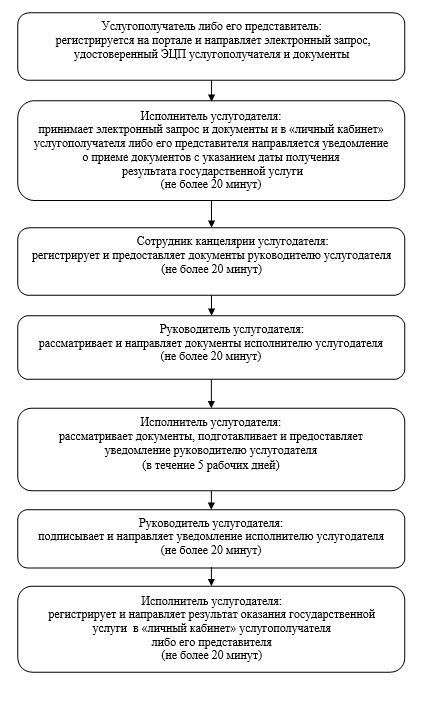 Услугополучатель либо его представитель:
регистрируется на портале и направляет электронный запрос,
удостоверенный ЭЦП услугополучателя и документы
Исполнитель услугодателя:
принимает электронный запрос и документы и в «личный кабинет»
услугополучателя либо его представителя направляется уведомление
о приеме документов с указанием даты получения
результата государственной услуги
(не более 20 минут)
Сотрудник канцелярии услугодателя:
регистрирует и предоставляет документы руководителю услугодателя
(не более 20 минут)
Руководитель услугодателя:
рассматривает и направляет документы исполнителю услугодателя
(не более 20 минут)
Исполнитель услугодателя:
рассматривает документы, подготавливает и предоставляет
уведомление руководителю услугодателя
(в течение 5 рабочих дней)
Руководитель услугодателя:
подписывает и направляет уведомление исполнителю услугодателя
(не более 20 минут)
Исполнитель услугодателя:
регистрирует и направляет результат оказания государственной
услуги в «личный кабинет» услугополучателя
либо его представителя
(не более 20 минут)